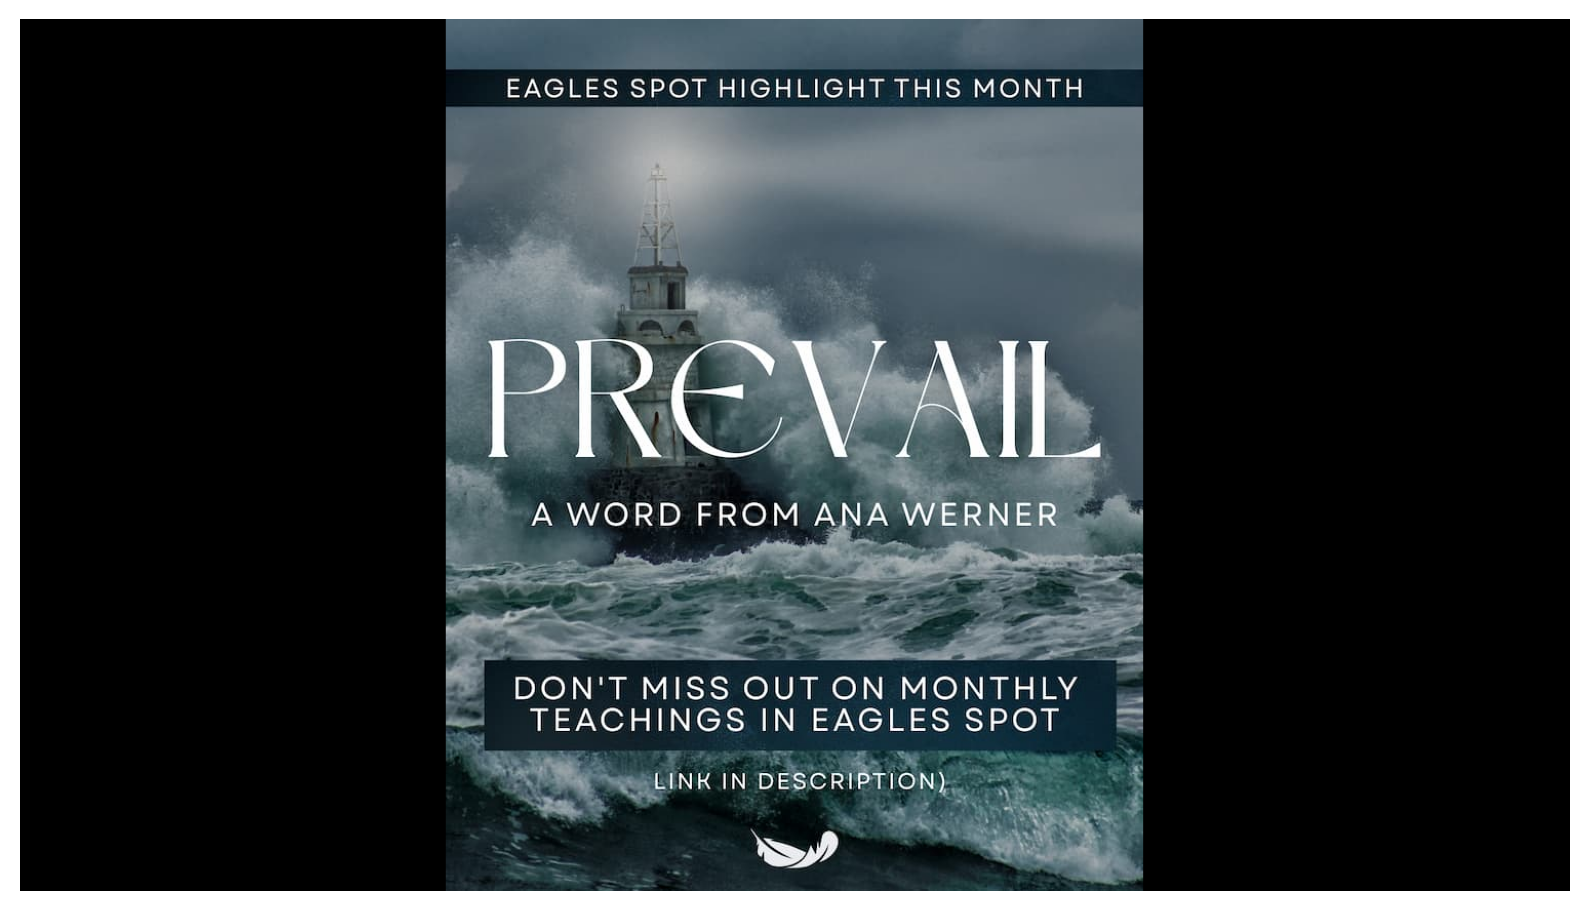 EAGLES SPOT HIGHLIGHT THIS MONTH
PREVAIL
A WORD FROM ANA WERNER
DON'T MISS OUT ON MONTHLY
TEACHINGS IN EAGLES SPOT
LINK IN DESCRIPTION)